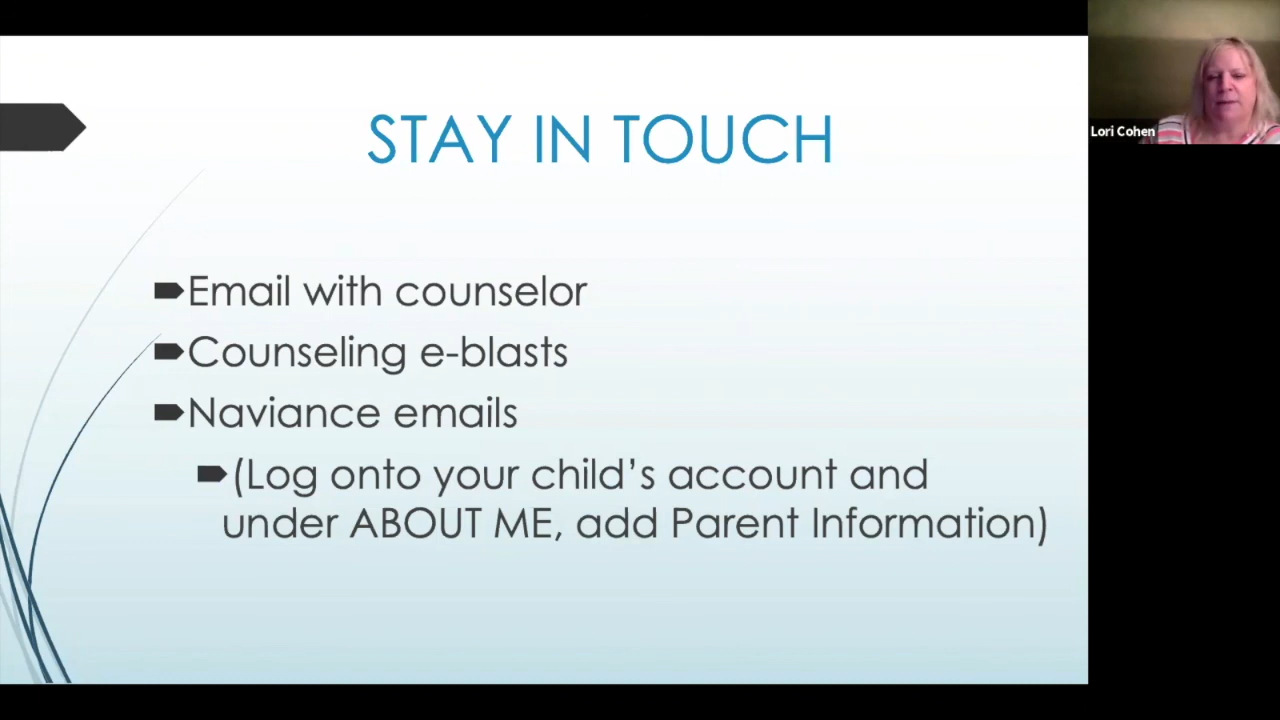 STAY IN TOUCH
Email with counselor
Counseling e-blasts
Naviance emails
(Log onto your child’s account and
under ABOUT ME, add Parent Information)
Lori Cohen